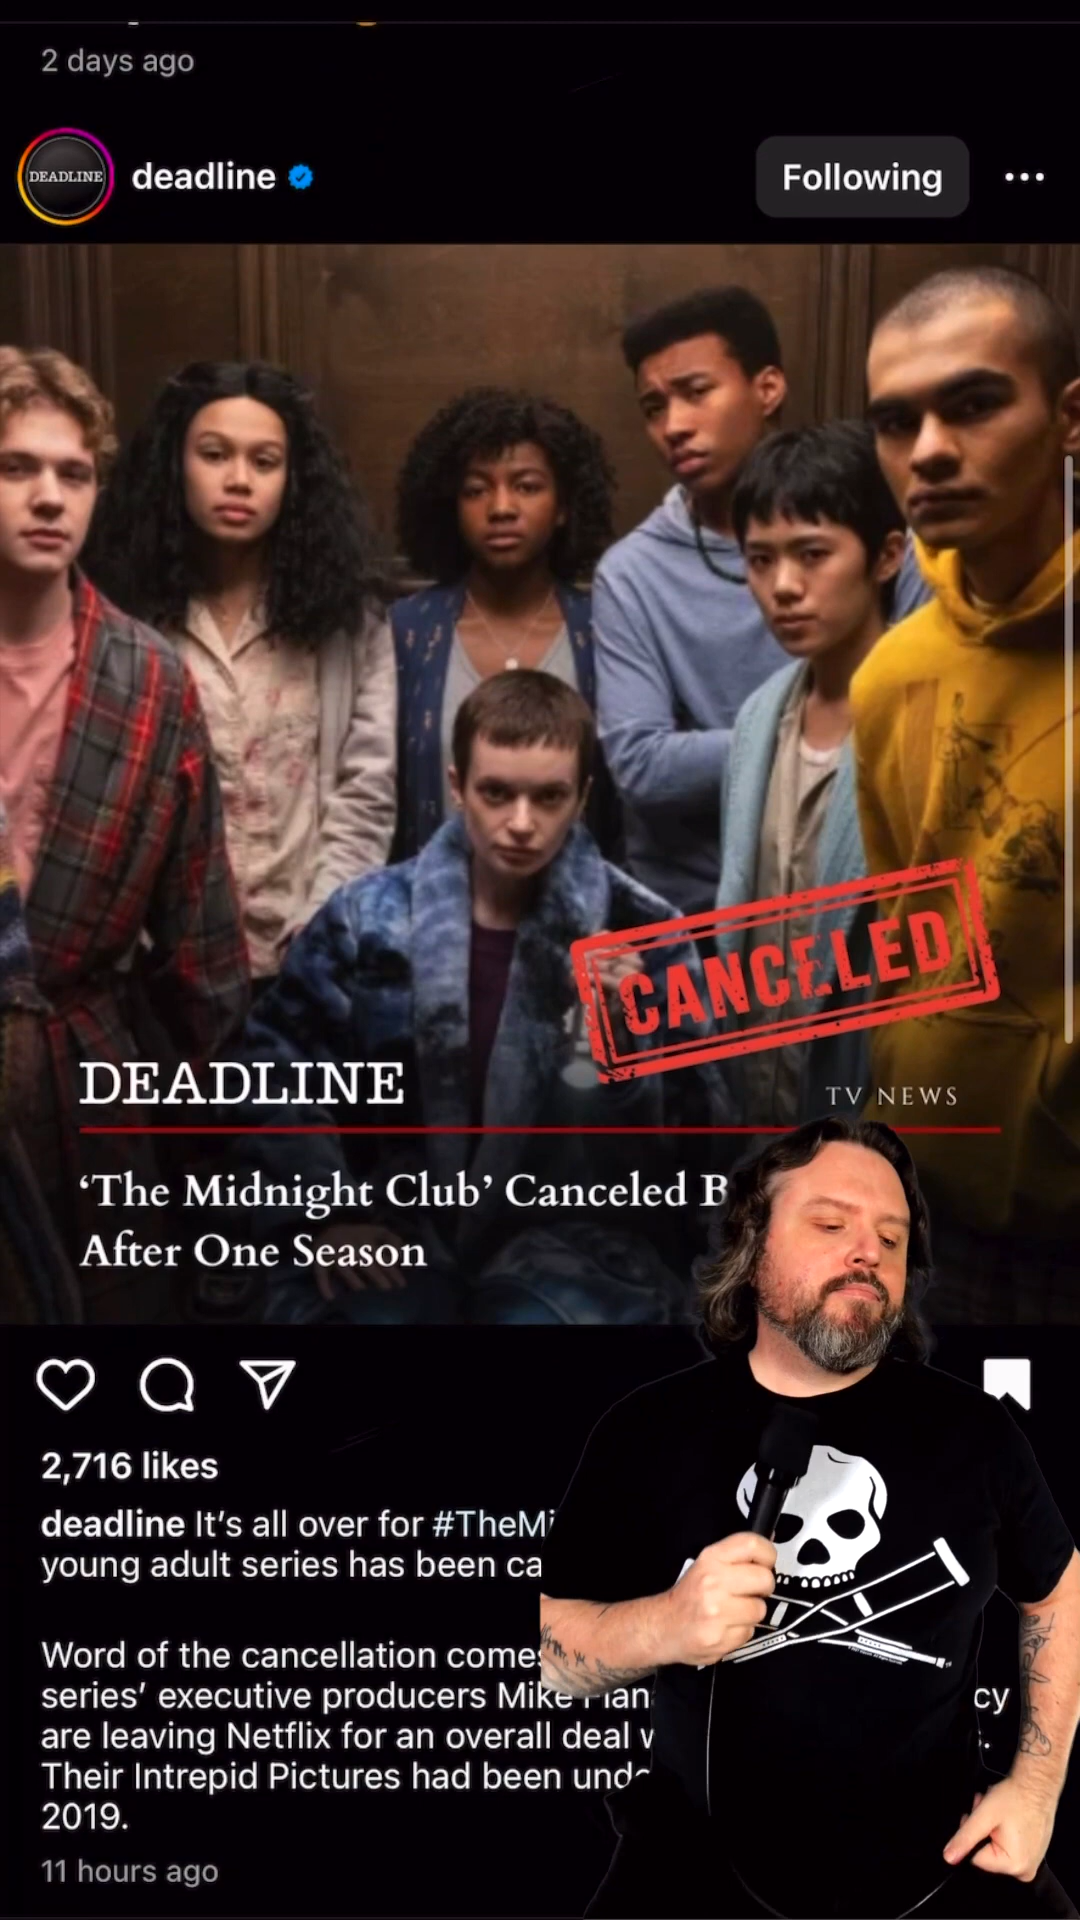 2 days ago
DEADLINE
deadline
Following
CANCELED
DEADLINE
TV NEWS
‘The Midnight Club’ Canceled B
After One Season
2,716 likes
deadline It’s all over for #TheMi
young adult series has been ca
Word of the cancellation comes
series’ executive producers Mike Flan cy
are leaving Netflix for an overall deal w
Their Intrepid Pictures had been unde
2019.
11 hours ago